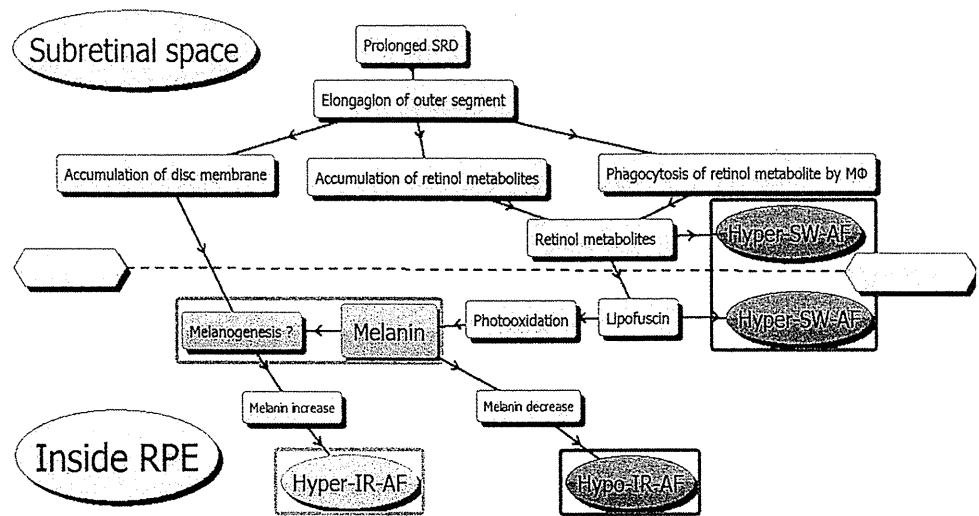 Subretinal space
Prolonged SRD
Elongagion of outer segment
Accumulation of disc membrane
Accumulation of retinol metabolites
Phagocytosis of retinol metabolite by MΦ
Retinol metabolites
Hyper-SW-AF
Melanogenesis ?
Melanin
Photooxidation
Lipofuscin
Hyper-SW-AF
Melanin increase
Melanin decrease
Inside RPE
Hyper-IR-AF
Hypo-IR-AF